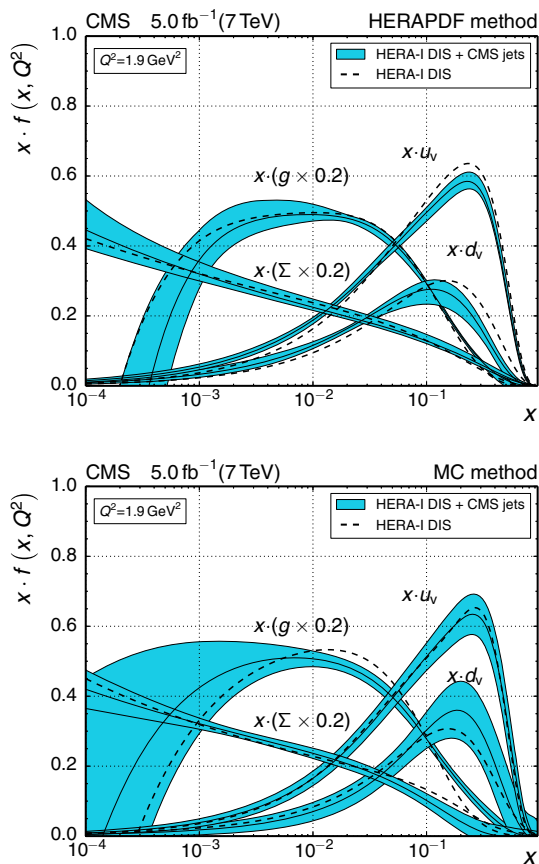 CMS 5.0 fb⁻¹(7 TeV) HERAPDF method
1.0
Q²=1.9 GeV²
HERA-I DIS + CMS jets
HERA-I DIS
x · f (x, Q²)
0.8
0.6
x·u_v
x·(g × 0.2)
0.4
x·d_v
x·(Σ × 0.2)
0.2
0.0
10⁻⁴ 10⁻³ 10⁻² 10⁻¹
x
CMS 5.0 fb⁻¹(7 TeV) MC method
1.0
Q²=1.9 GeV²
HERA-I DIS + CMS jets
HERA-I DIS
x · f (x, Q²)
0.8
x·u_v
0.6
x·(g × 0.2)
x·d_v
0.4
x·(Σ × 0.2)
0.2
0.0
10⁻⁴ 10⁻³ 10⁻² 10⁻¹
x